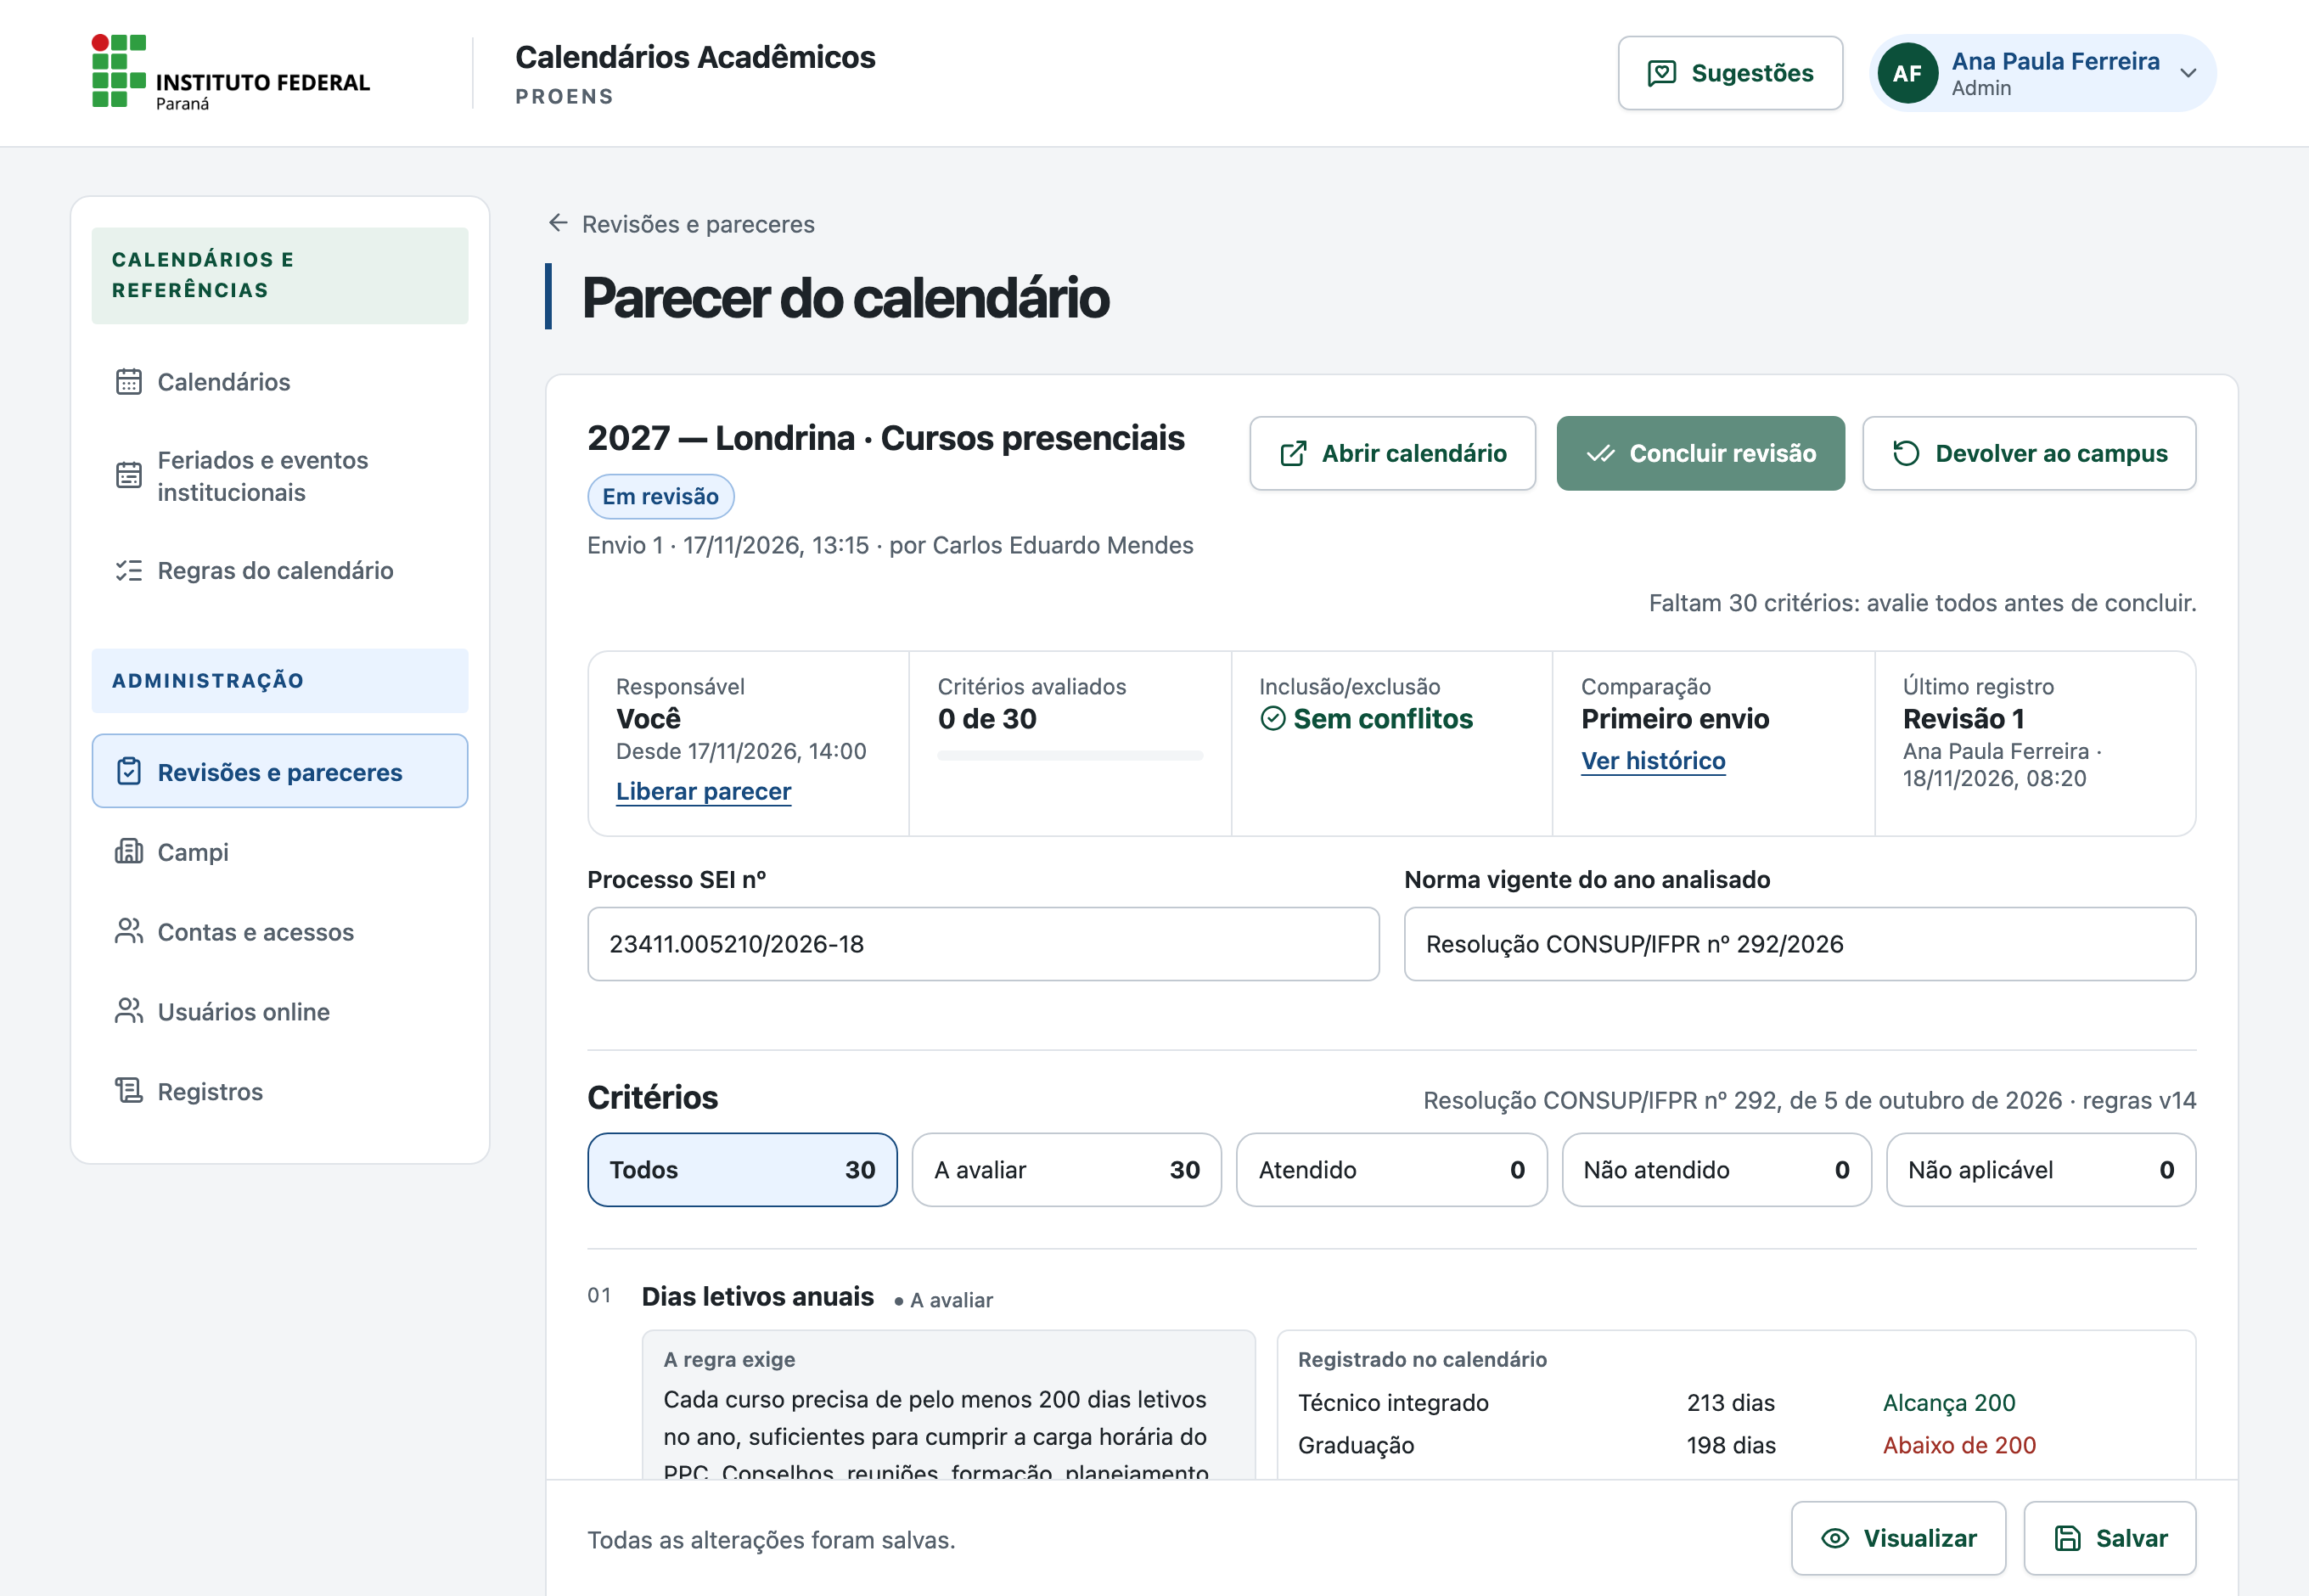 INSTITUTO FEDERAL
Paraná
Calendários Acadêmicos
PROENS
Sugestões
AF
Ana Paula Ferreira
Admin
CALENDÁRIOS E
REFERÊNCIAS
Calendários
Feriados e eventos
institucionais
Regras do calendário
ADMINISTRAÇÃO
Revisões e pareceres
Campi
Contas e acessos
Usuários online
Registros
Revisões e pareceres
Parecer do calendário
2027 — Londrina · Cursos presenciais
Em revisão
Envio 1 · 17/11/2026, 13:15 · por Carlos Eduardo Mendes
Abrir calendário
Concluir revisão
Devolver ao campus
Faltam 30 critérios: avalie todos antes de concluir.
Responsável
Você
Desde 17/11/2026, 14:00
Liberar parecer
Critérios avaliados
0 de 30
Inclusão/exclusão
Sem conflitos
Comparação
Primeiro envio
Ver histórico
Último registro
Revisão 1
Ana Paula Ferreira ·
18/11/2026, 08:20
Processo SEI nº
23411.005210/2026-18
Norma vigente do ano analisado
Resolução CONSUP/IFPR nº 292/2026
Critérios
Resolução CONSUP/IFPR nº 292, de 5 de outubro de 2026 · regras v14
Todos 30
A avaliar 30
Atendido 0
Não atendido 0
Não aplicável 0
01 Dias letivos anuais • A avaliar
A regra exige
Cada curso precisa de pelo menos 200 dias letivos
no ano, suficientes para cumprir a carga horária do
PPC. Conselhos, reuniões, formação, planejamento
Registrado no calendário
Técnico integrado 213 dias Alcança 200
Graduação 198 dias Abaixo de 200
Todas as alterações foram salvas.
Visualizar
Salvar